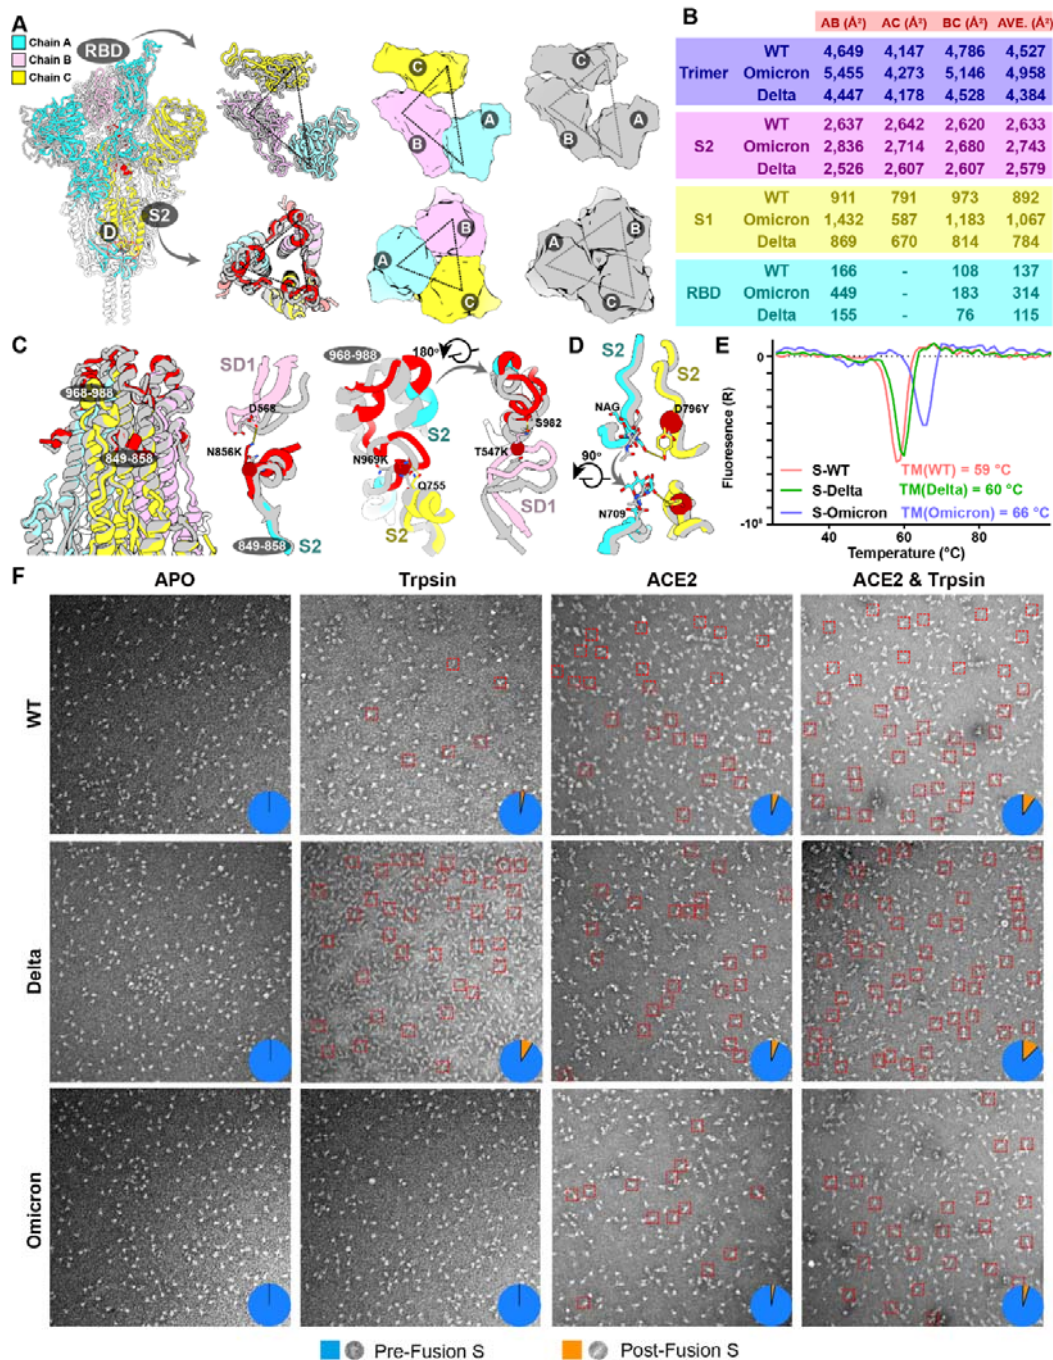 A
RBD
Chain A
Chain B
Chain C
S2
D
C
A
B
C
A
B
B
A
C
B
A
C
B
AB (Å²) AC (Å²) BC (Å²) AVE. (Å²)
Trimer
WT 4,649 4,147 4,786 4,527
Omicron 5,455 4,273 5,146 4,958
Delta 4,447 4,178 4,528 4,384
S2
WT 2,637 2,642 2,620 2,633
Omicron 2,836 2,714 2,680 2,743
Delta 2,526 2,607 2,607 2,579
S1
WT 911 791 973 892
Omicron 1,432 587 1,183 1,067
Delta 869 670 814 784
RBD
WT 166 - 108 137
Omicron 449 - 183 314
Delta 155 - 76 115
C
968-988
849-858
SD1
D568
N856K
S2
849-858
968-988
180°
S2
N969K
Q755
S2
S982
T547K
SD1
D
S2
S2
NAG
D796Y
90°
N709
E
Fluoresence (R)
0
-10⁸
S-WT TM(WT) = 59 °C
S-Delta TM(Delta) = 60 °C
S-Omicron TM(Omicron) = 66 °C
40 60 80
Temperature (°C)
F
APO Trpsin ACE2 ACE2 & Trpsin
WT
Delta
Omicron
Pre-Fusion S Post-Fusion S